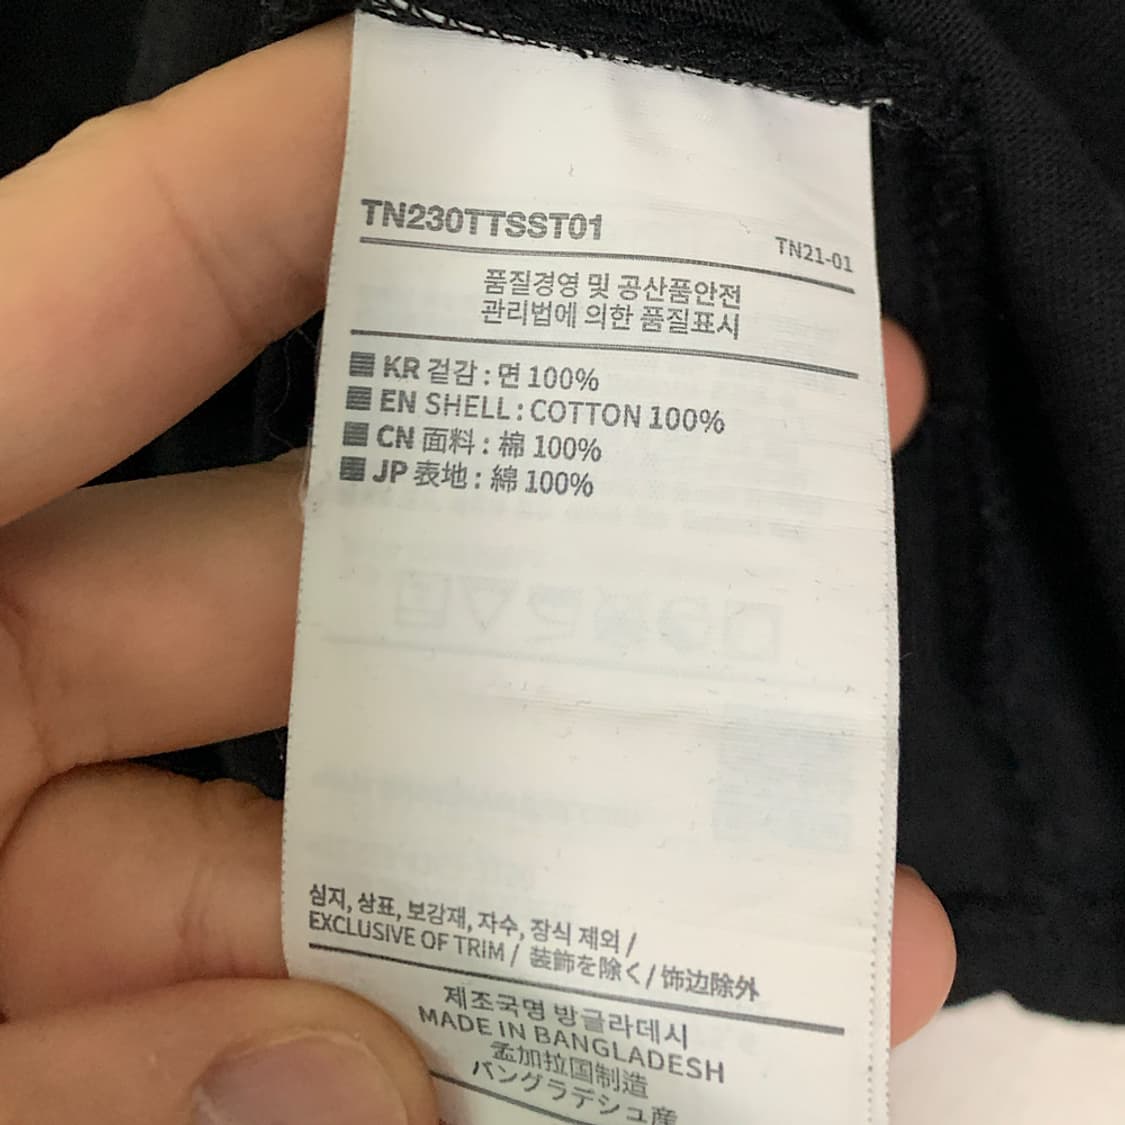 TN230TTSST01
TN21-01
품질경영 및 공산품안전
관리법에 의한 품질표시
KR 겉감 : 면 100%
EN SHELL : COTTON 100%
CN 面料 : 棉 100%
JP 表地 : 綿 100%
심지, 상표, 보강재, 자수, 장식 제외 /
EXCLUSIVE OF TRIM / 装飾を除く / 饰边除外
제조국명 방글라데시
MADE IN BANGLADESH
孟加拉国制造
バングラデシュ産